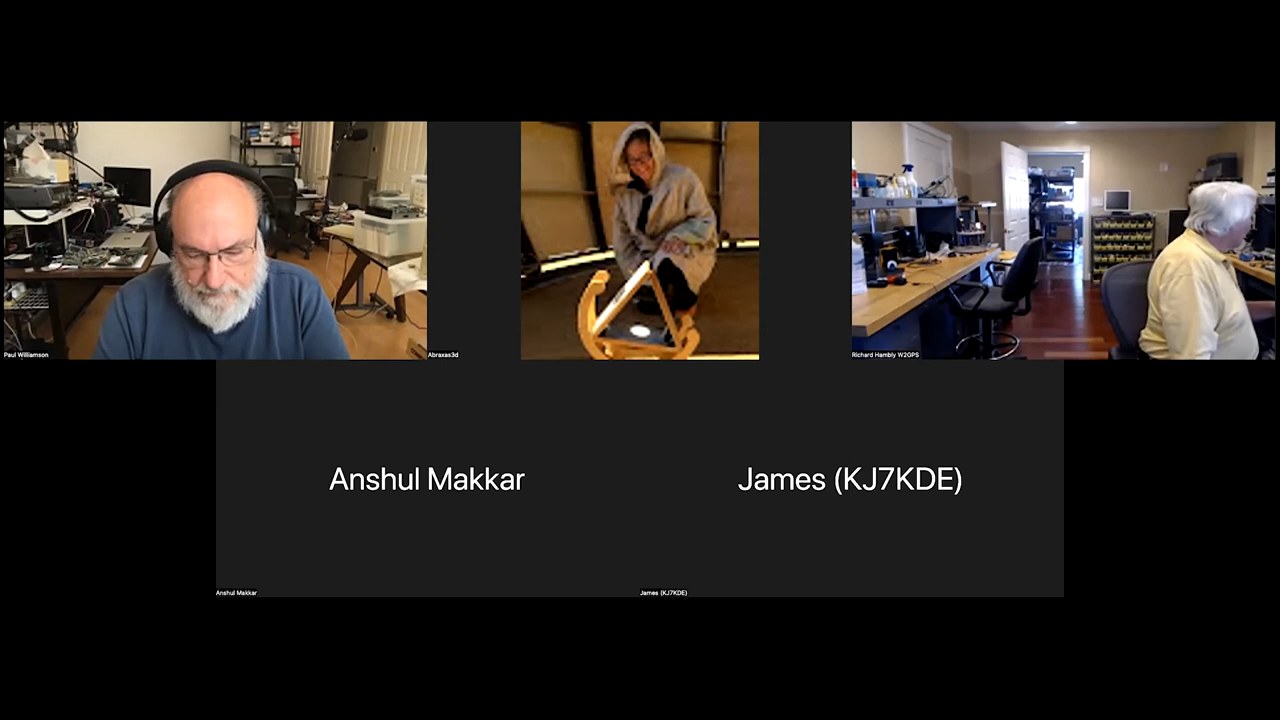 Paul Williamson
Abraxas3d
Richard Hambly W2GPS
Anshul Makkar
James (KJ7KDE)
Anshul Makkar
James (KJ7KDE)